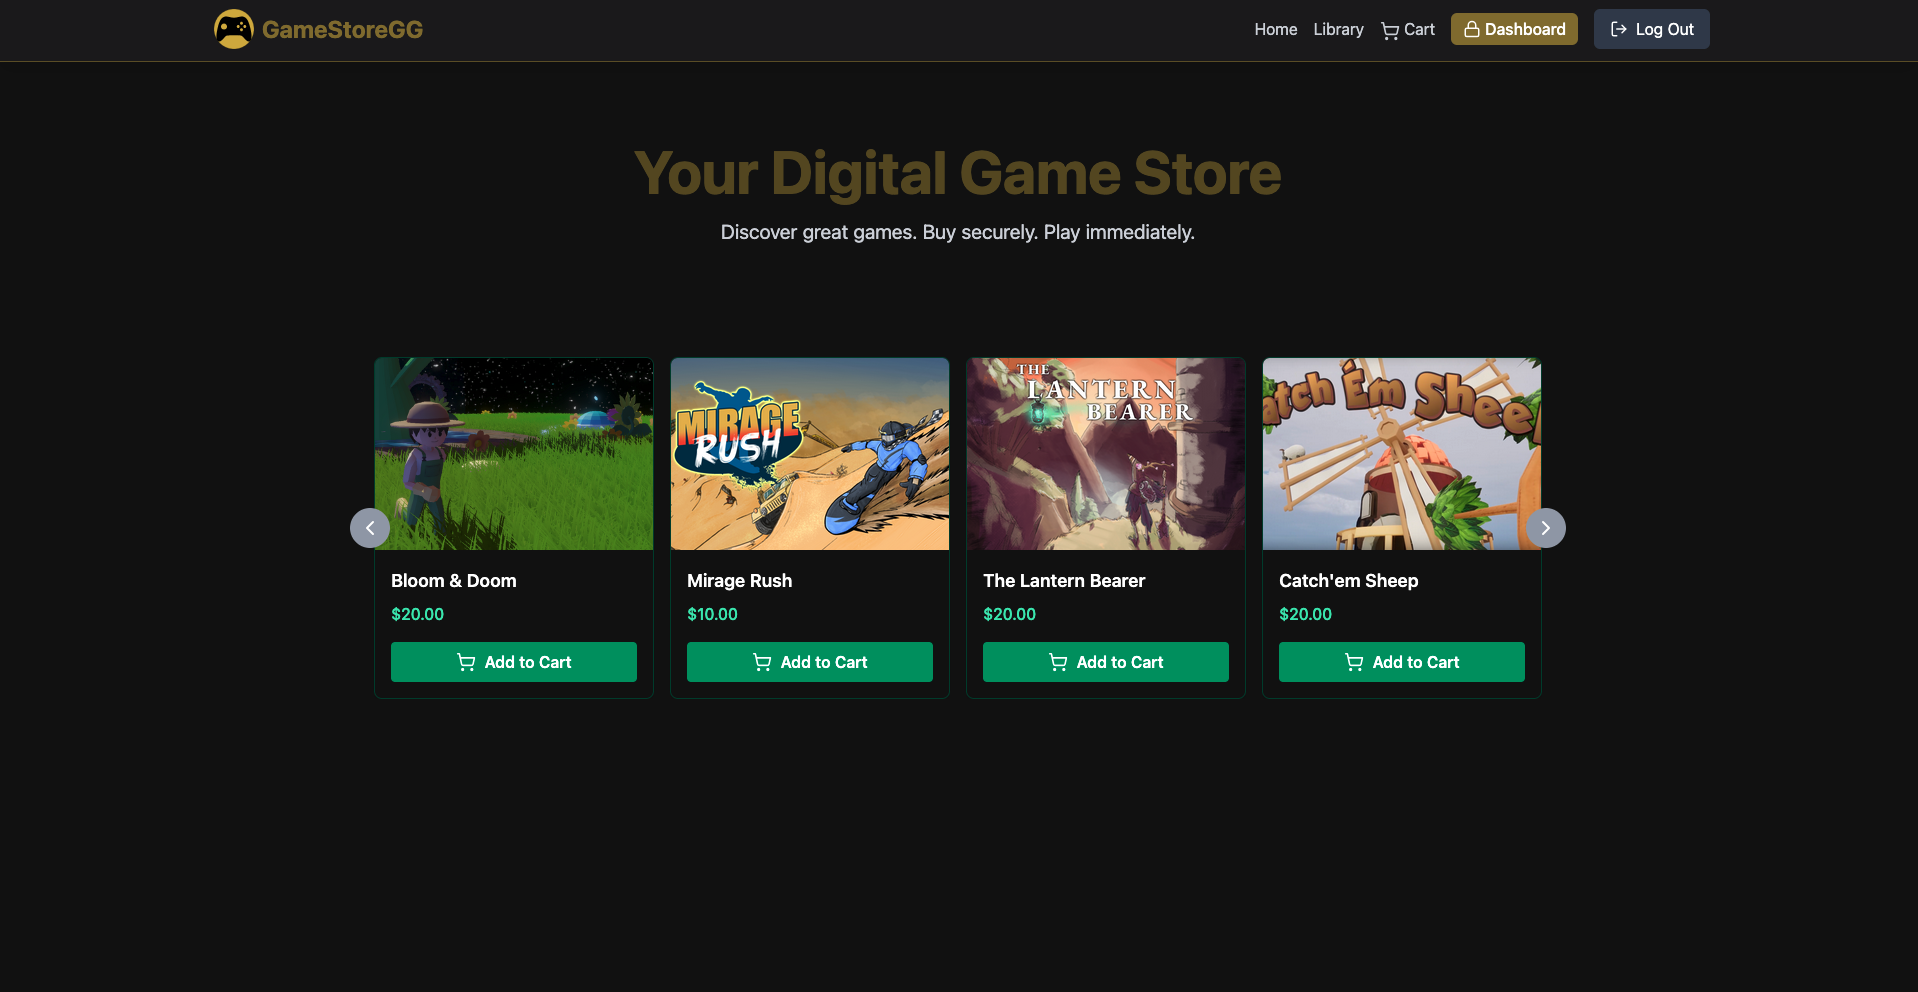 GameStoreGG
Home Library Cart Dashboard Log Out
Your Digital Game Store
Discover great games. Buy securely. Play immediately.
MIRAGE
RUSH
THE
LANTERN
BEARER
atch Ém Sheep
Bloom & Doom
$20.00
Add to Cart
Mirage Rush
$10.00
Add to Cart
The Lantern Bearer
$20.00
Add to Cart
Catch'em Sheep
$20.00
Add to Cart